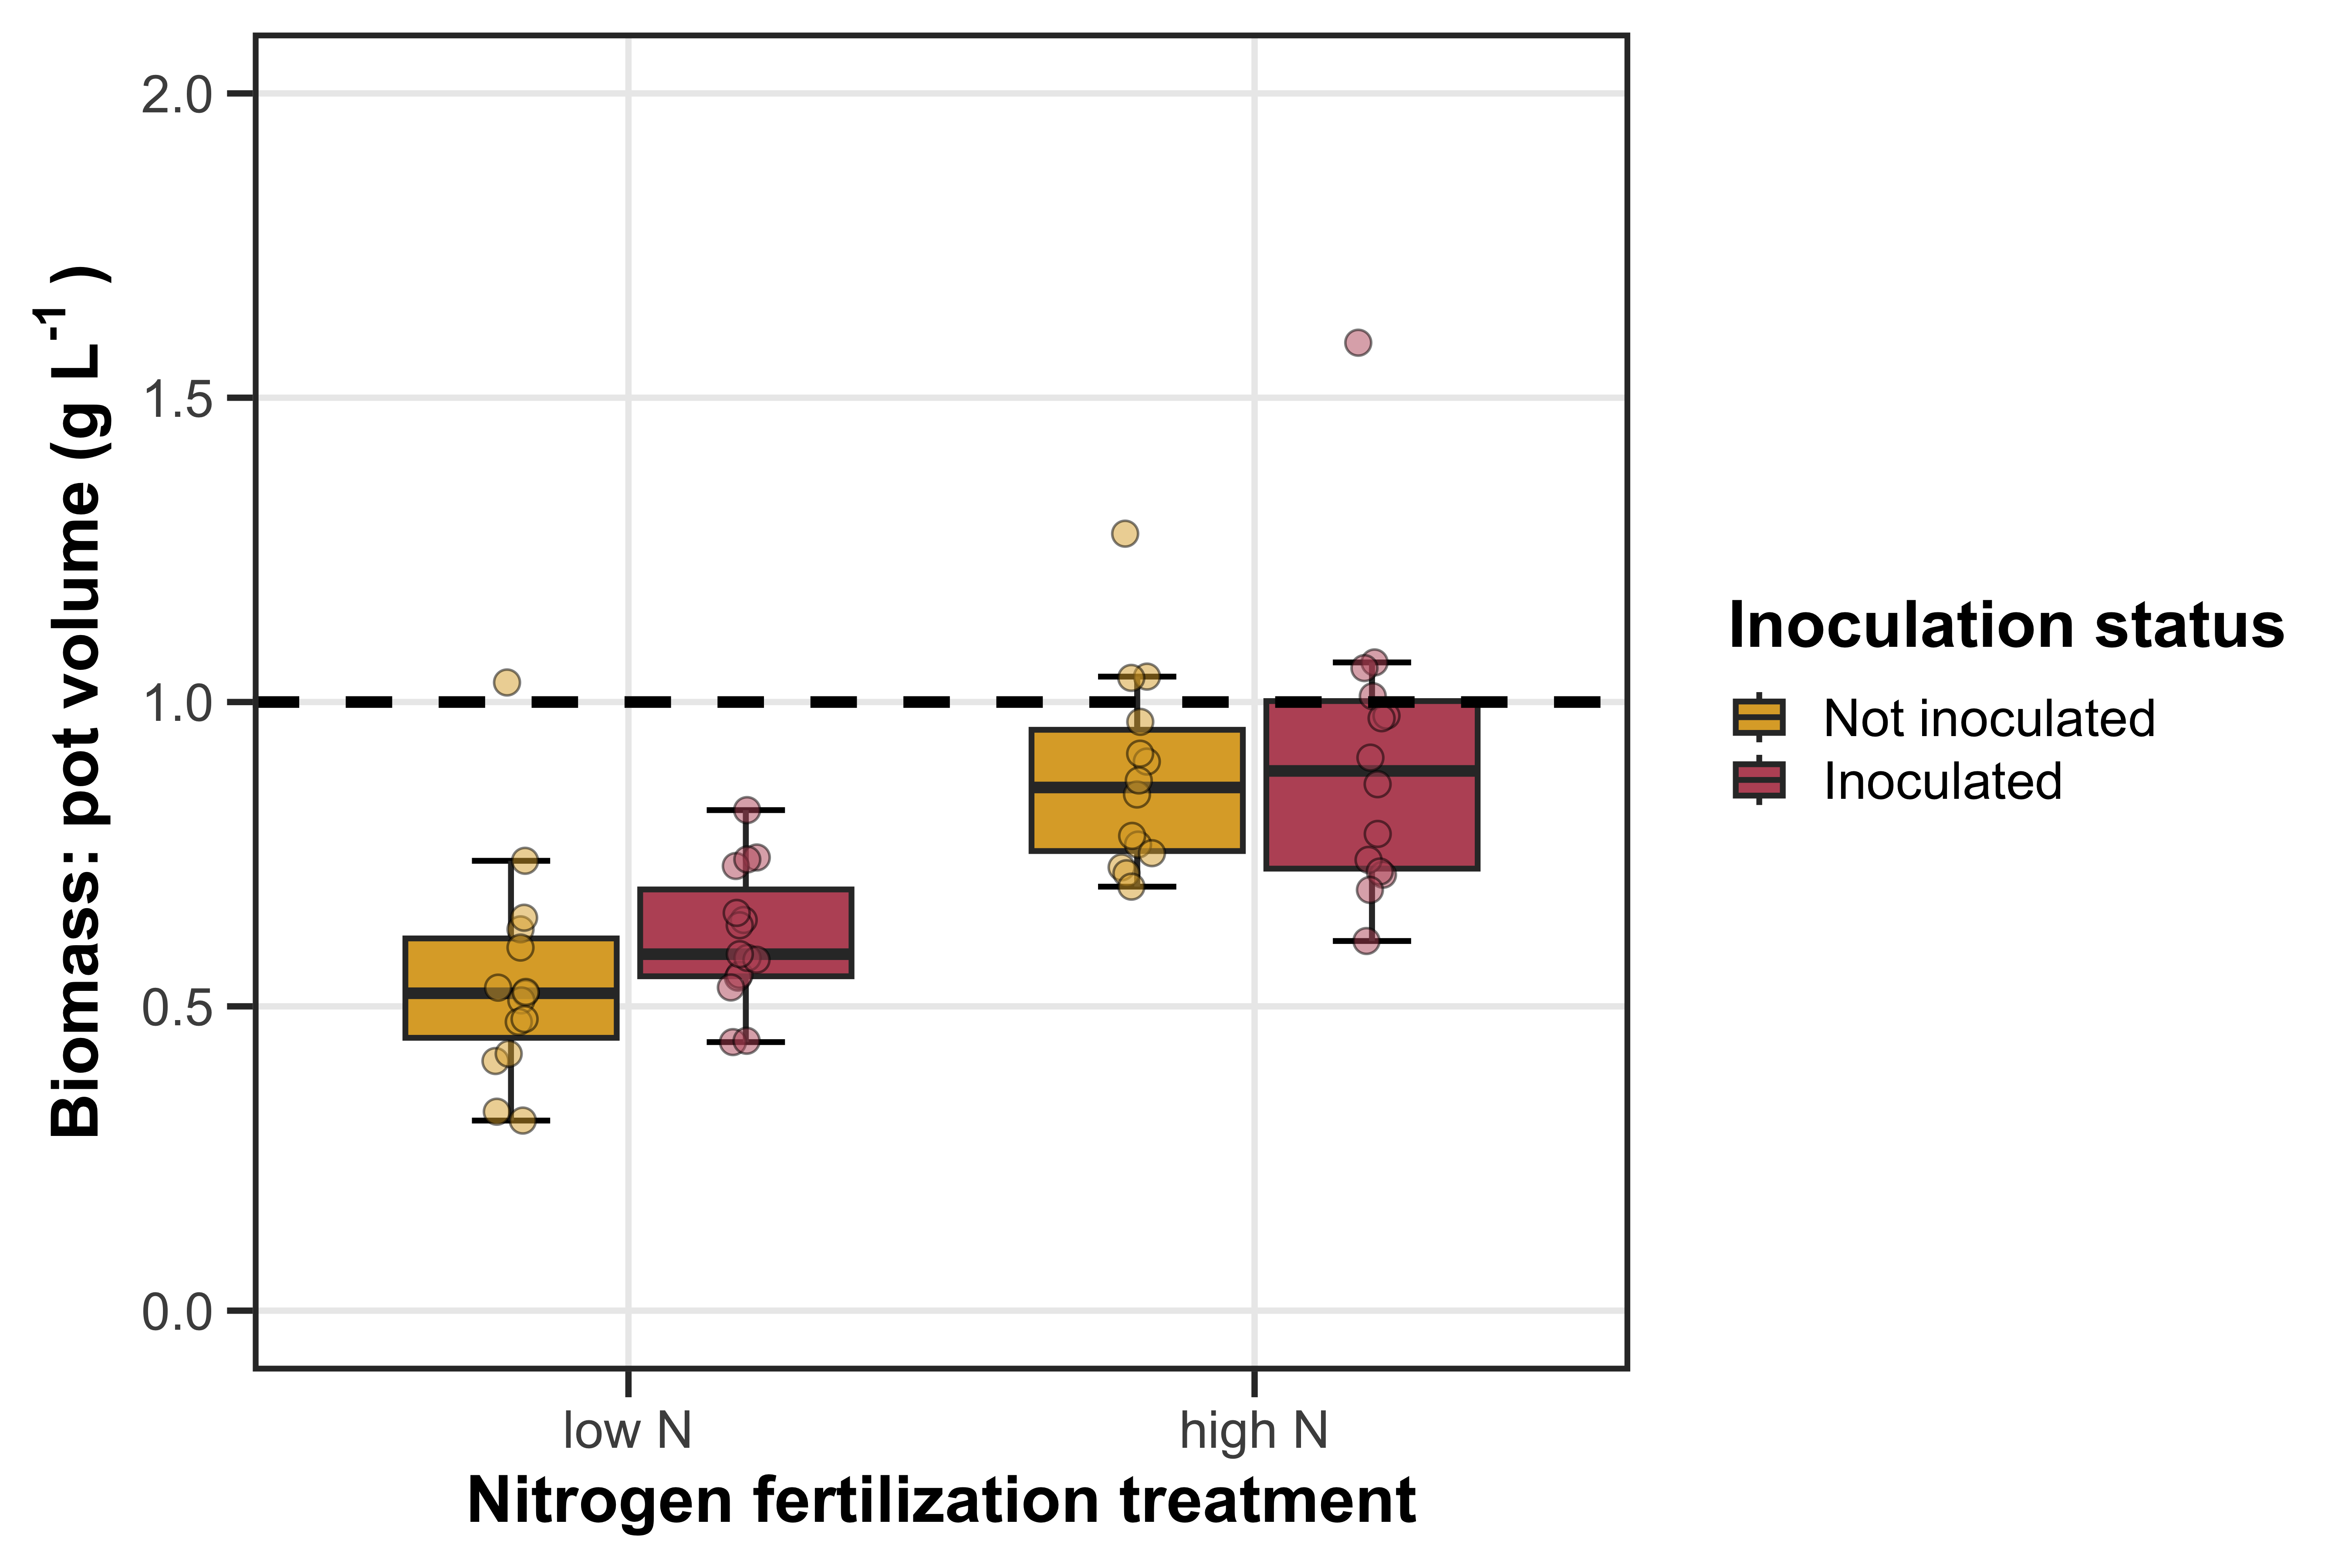 Biomass: pot volume (g L⁻¹ )
2.0
1.5
1.0
0.5
0.0
low N
high N
Nitrogen fertilization treatment
Inoculation status
Not inoculated
Inoculated